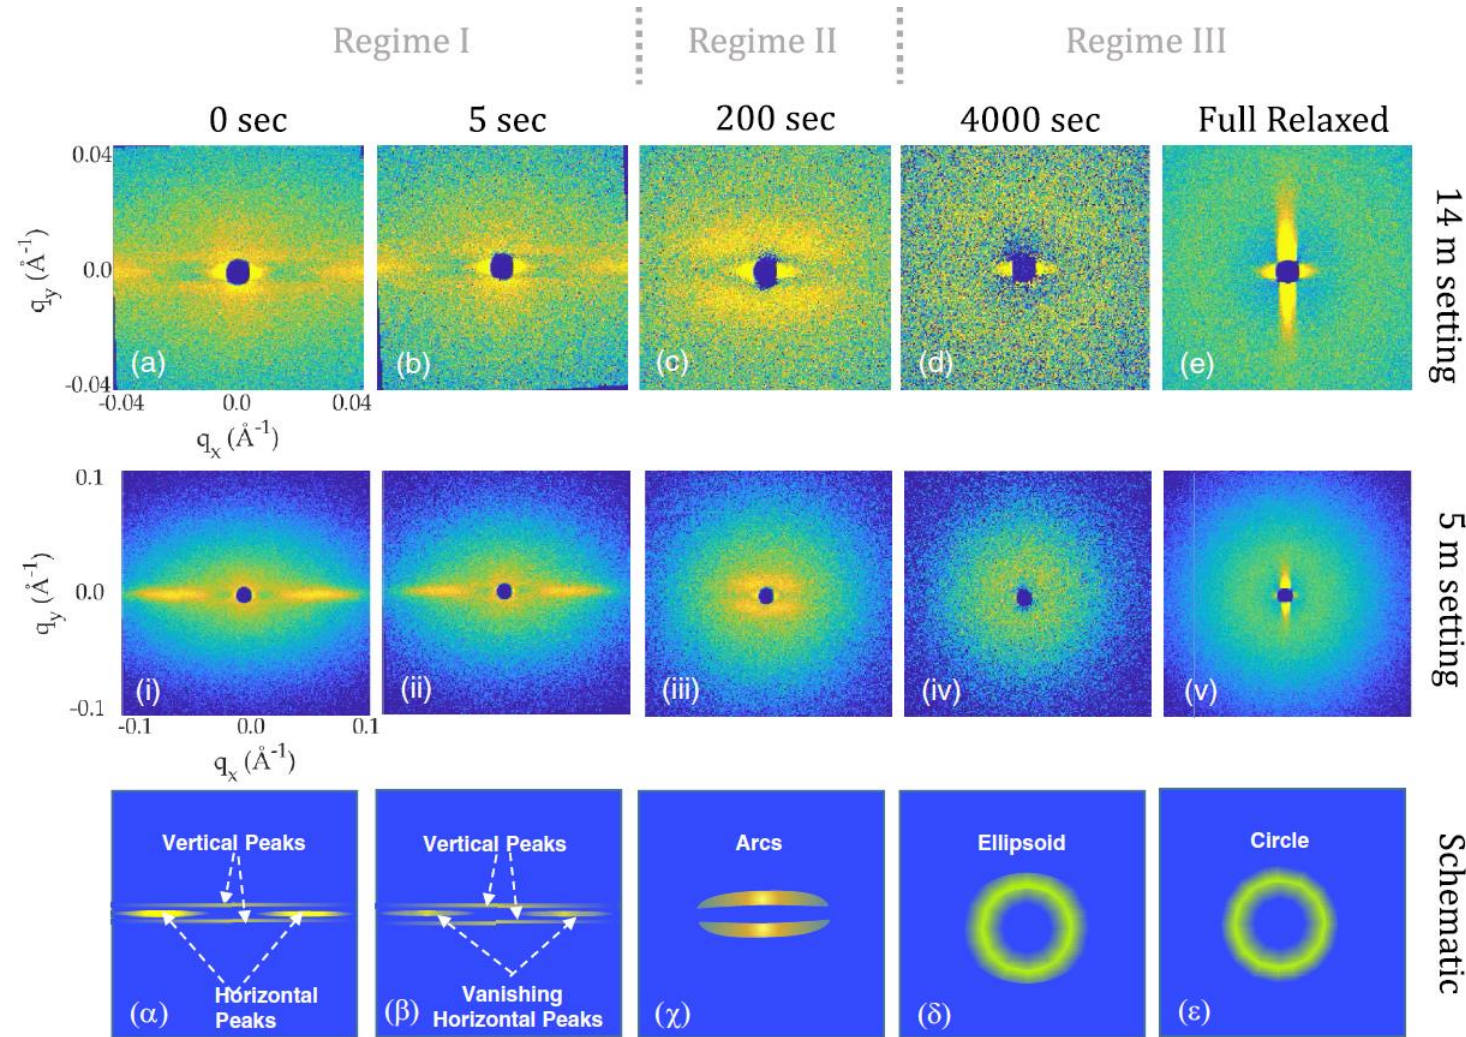 Regime I
Regime II
Regime III
0 sec
5 sec
200 sec
4000 sec
Full Relaxed
0.04
0.0
-0.04
q_y (Å⁻¹)
(a)
(b)
(c)
(d)
(e)
14 m setting
-0.04
0.0
0.04
q_x (Å⁻¹)
0.1
0.0
-0.1
q_y (Å⁻¹)
(i)
(ii)
(iii)
(iv)
(v)
5 m setting
-0.1
0.0
0.1
q_x (Å⁻¹)
Vertical Peaks
Horizontal
Peaks
(α)
Vertical Peaks
Vanishing
Horizontal Peaks
(β)
Arcs
(χ)
Ellipsoid
(δ)
Circle
(ε)
Schematic